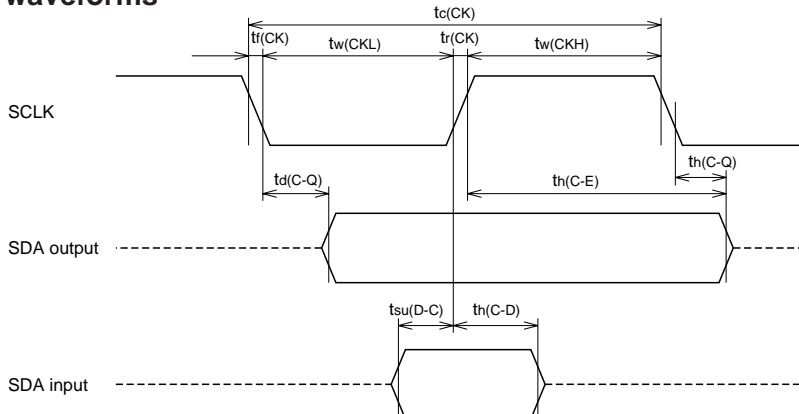 waveforms
tc(CK)
tf(CK) tw(CKL) tr(CK) tw(CKH)
SCLK
td(C-Q) th(C-E) th(C-Q)
SDA output
tsu(D-C) th(C-D)
SDA input